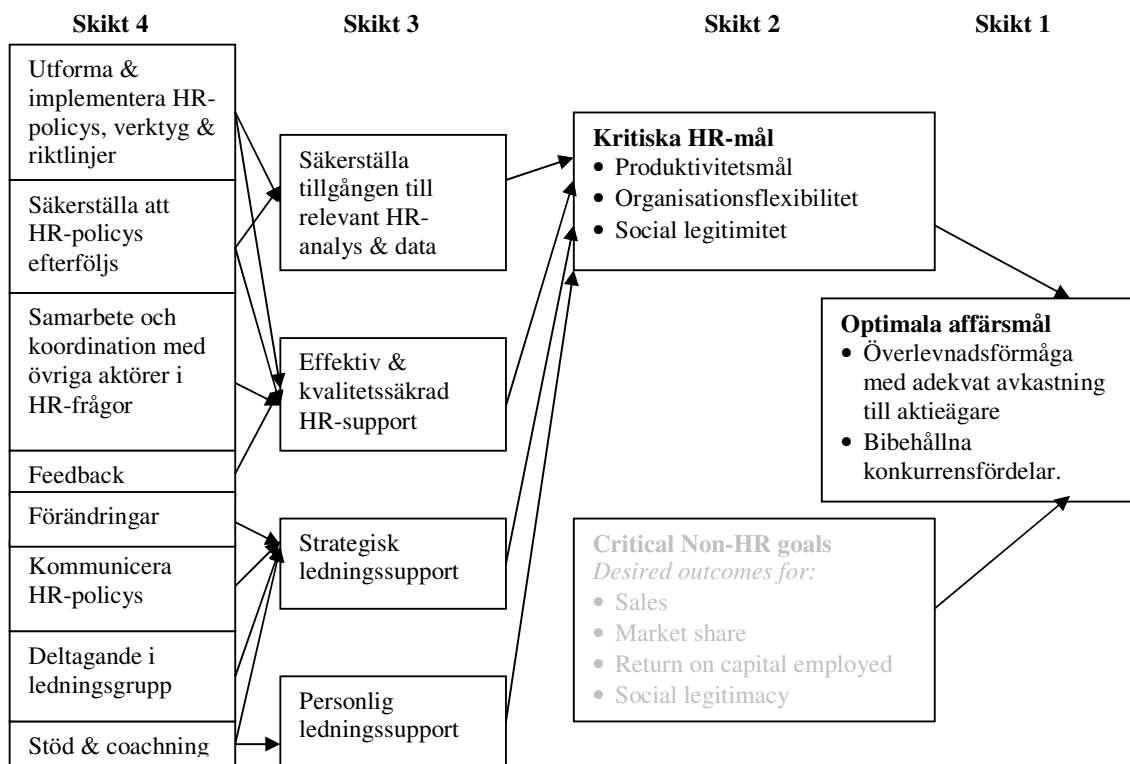 Skikt 4
Skikt 3
Skikt 2
Skikt 1
Utforma &
implementera HR-
policys, verktyg &
riktlinjer
Säkerställa att
HR-policys
efterföljs
Samarbete och
koordination med
övriga aktörer i
HR-frågor
Feedback
Förändringar
Kommunicera
HR-policys
Deltagande i
ledningsgrupp
Stöd & coachning
Säkerställa
tillgången till
relevant HR-
analys & data
Effektiv &
kvalitetssäkrad
HR-support
Strategisk
ledningssupport
Personlig
ledningssupport
Kritiska HR-mål
• Produktivitetsmål
• Organisationsflexibilitet
• Social legitimitet
Critical Non-HR goals
Desired outcomes for:
• Sales
• Market share
• Return on capital employed
• Social legitimacy
Optimala affärsmål
• Överlevnadsförmåga
med adekvat avkastning
till aktieägare
• Bibehållna
konkurrensfördelar.